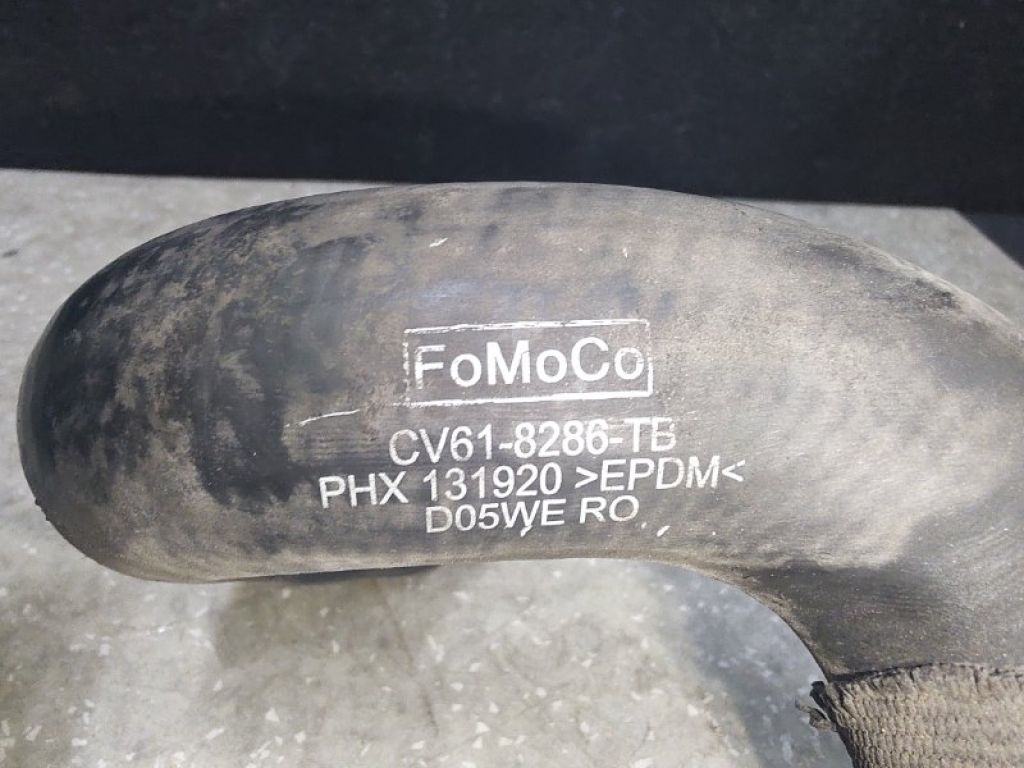 FoMoCo
CV61-8286-TB
PHX 131920 >EPDM<
D05WE RO